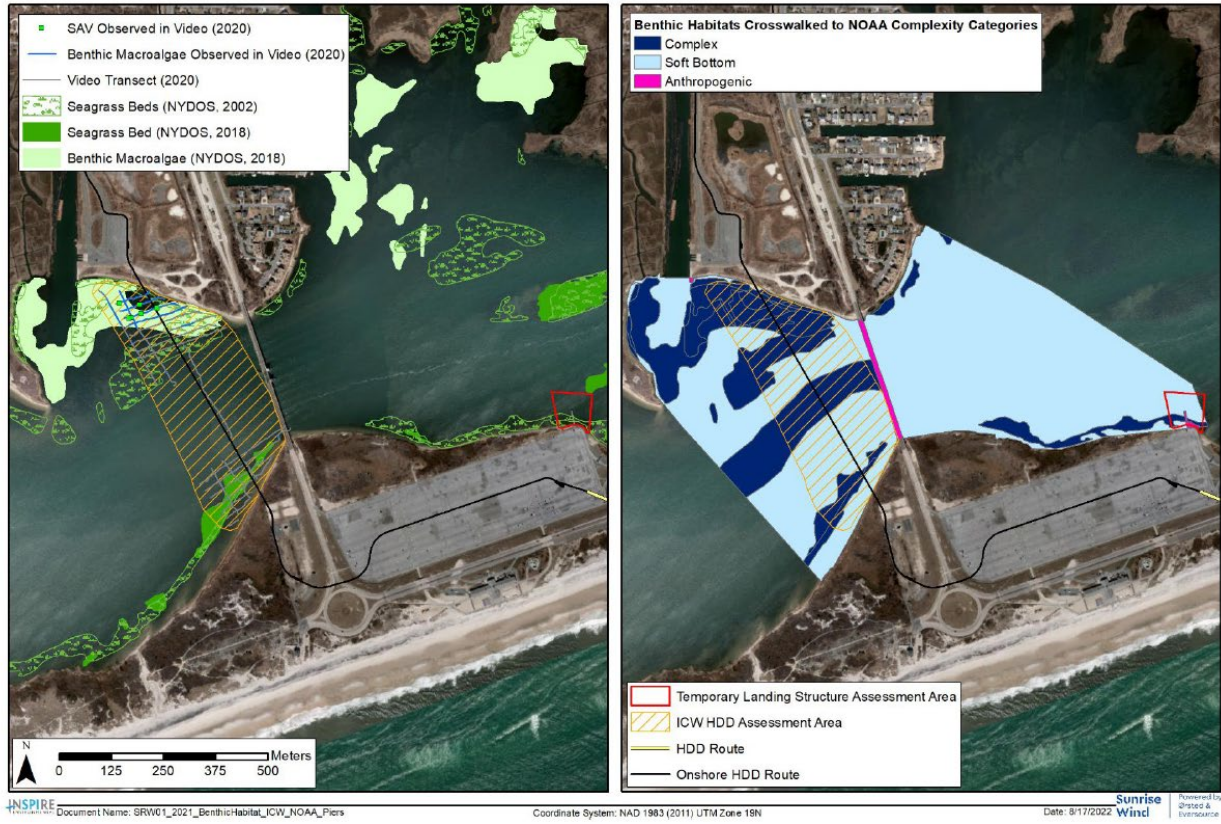 SAV Observed in Video (2020)
Benthic Macroalgae Observed in Video (2020)
Video Transect (2020)
Seagrass Beds (NYDOS, 2002)
Seagrass Bed (NYDOS, 2018)
Benthic Macroalgae (NYDOS, 2018)
N
Meters
0 125 250 375 500
Benthic Habitats Crosswalked to NOAA Complexity Categories
Complex
Soft Bottom
Anthropogenic
Temporary Landing Structure Assessment Area
ICW HDD Assessment Area
HDD Route
Onshore HDD Route
INSPIRE
Document Name: SRW01_2021_BenthicHabitat_ICW_NOAA_Piers
Coordinate System: NAD 1983 (2011) UTM Zone 19N
Date: 8/17/2022
Sunrise Wind
Powered by
Ørsted &
Eversource